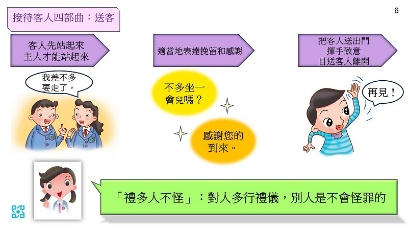 接待客人四部曲：送客
6
客人先站起來
主人才能站起來
適當地表達挽留和感謝
把客人送出門
揮手致意
目送客人離開
我差不多
要走了。
不多坐一
會兒嗎？
感謝您的
到來。
再見！
「禮多人不怪」：對人多行禮儀，別人是不會怪罪的